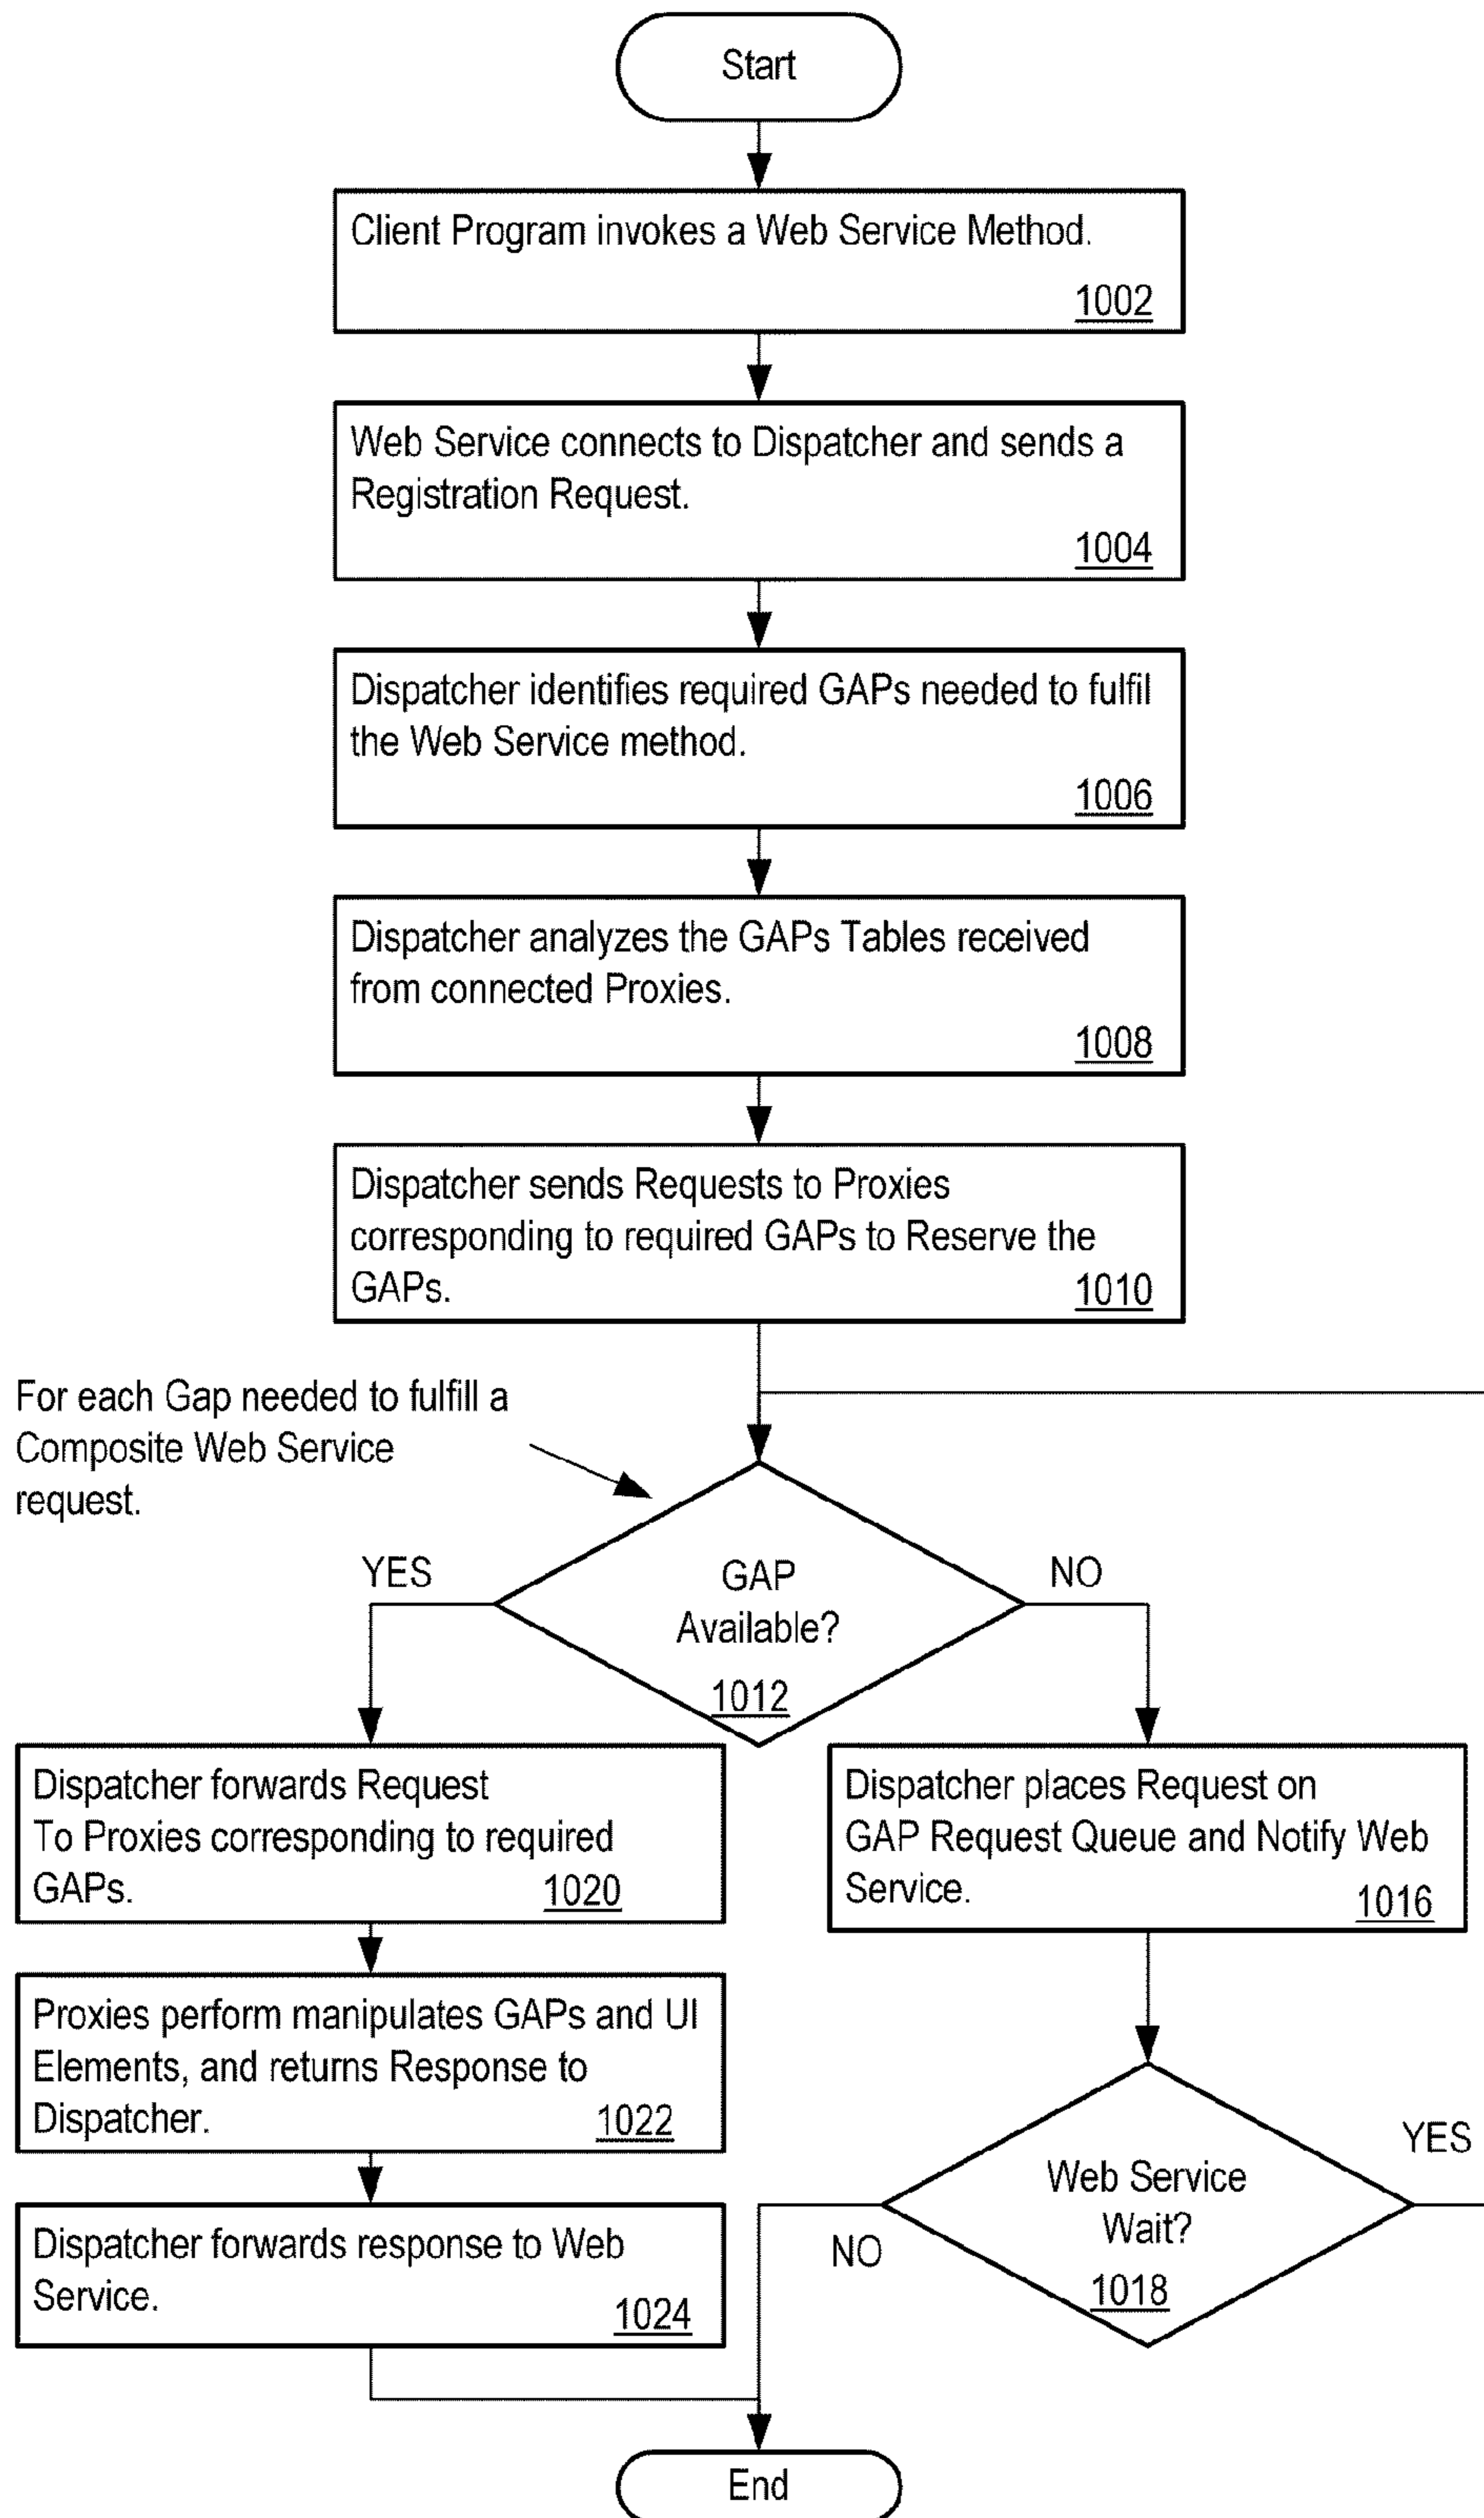 Start
Client Program invokes a Web Service Method.
1002
Web Service connects to Dispatcher and sends a
Registration Request.
1004
Dispatcher identifies required GAPs needed to fulfil
the Web Service method.
1006
Dispatcher analyzes the GAPs Tables received
from connected Proxies.
1008
Dispatcher sends Requests to Proxies
corresponding to required GAPs to Reserve the
GAPs.
1010
For each Gap needed to fulfill a
Composite Web Service
request.
YES
GAP
Available?
1012
NO
Dispatcher forwards Request
To Proxies corresponding to required
GAPs.
1020
Dispatcher places Request on
GAP Request Queue and Notify Web
Service.
1016
Proxies perform manipulates GAPs and UI
Elements, and returns Response to
Dispatcher.
1022
Web Service
Wait?
1018
YES
NO
Dispatcher forwards response to Web
Service.
1024
End